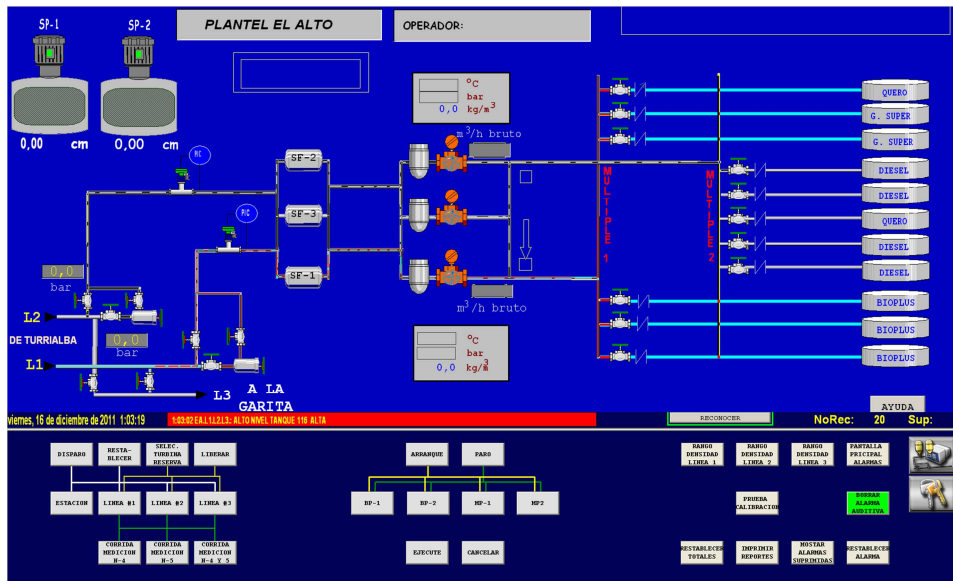 SP-1
SP-2
PLANTEL EL ALTO
OPERADOR:
°C
bar
0,0 kg/m3
QUERO
G. SUPER
G. SUPER
DIESEL
DIESEL
QUERO
DIESEL
DIESEL
BIOPLUS
BIOPLUS
BIOPLUS
0,00 cm
0,00 cm
m3/h bruto
PIC
SF-2
SF-3
SF-1
MULTIPLE 1
MULTIPLE 2
0,0
bar
L2
DE TURRIALBA
0,0
bar
L1
L3
A LA
GARITA
m3/h bruto
°C
bar
0,0 kg/m3
AYUDA
viernes, 16 de diciembre de 2011 1:03:19
1:03:02 EA.L1,L2,L3.: ALTO NIVEL TANQUE 116 ALTA
RECONOCER
NoRec: 20 Sup:
DISPARO
RESTA-
BLECER
SELEC.
TURBINA
RESERVA
LIBERAR
ESTACION
LINEA #1
LINEA #2
LINEA #3
CORRIDA
MEDICION
N-4
CORRIDA
MEDICION
N-5
CORRIDA
MEDICION
N-4 Y 5
ARRANQUE
PARO
BP-1
BP-2
MP-1
MP2
EJECUTE
CANCELAR
RANGO
DENSIDAD
LINEA 1
RANGO
DENSIDAD
LINEA 2
RANGO
DENSIDAD
LINEA 3
PANTALLA
PRICIPAL
ALARMAS
PRUEBA
CALIBRACION
BORRAR
ALARMA
AUDITIVA
RESTABLECER
TOTALES
IMPRIMIR
REPORTES
MOSTAR
ALARMAS
SUPRIMIDAS
RESTABLECER
ALARMA